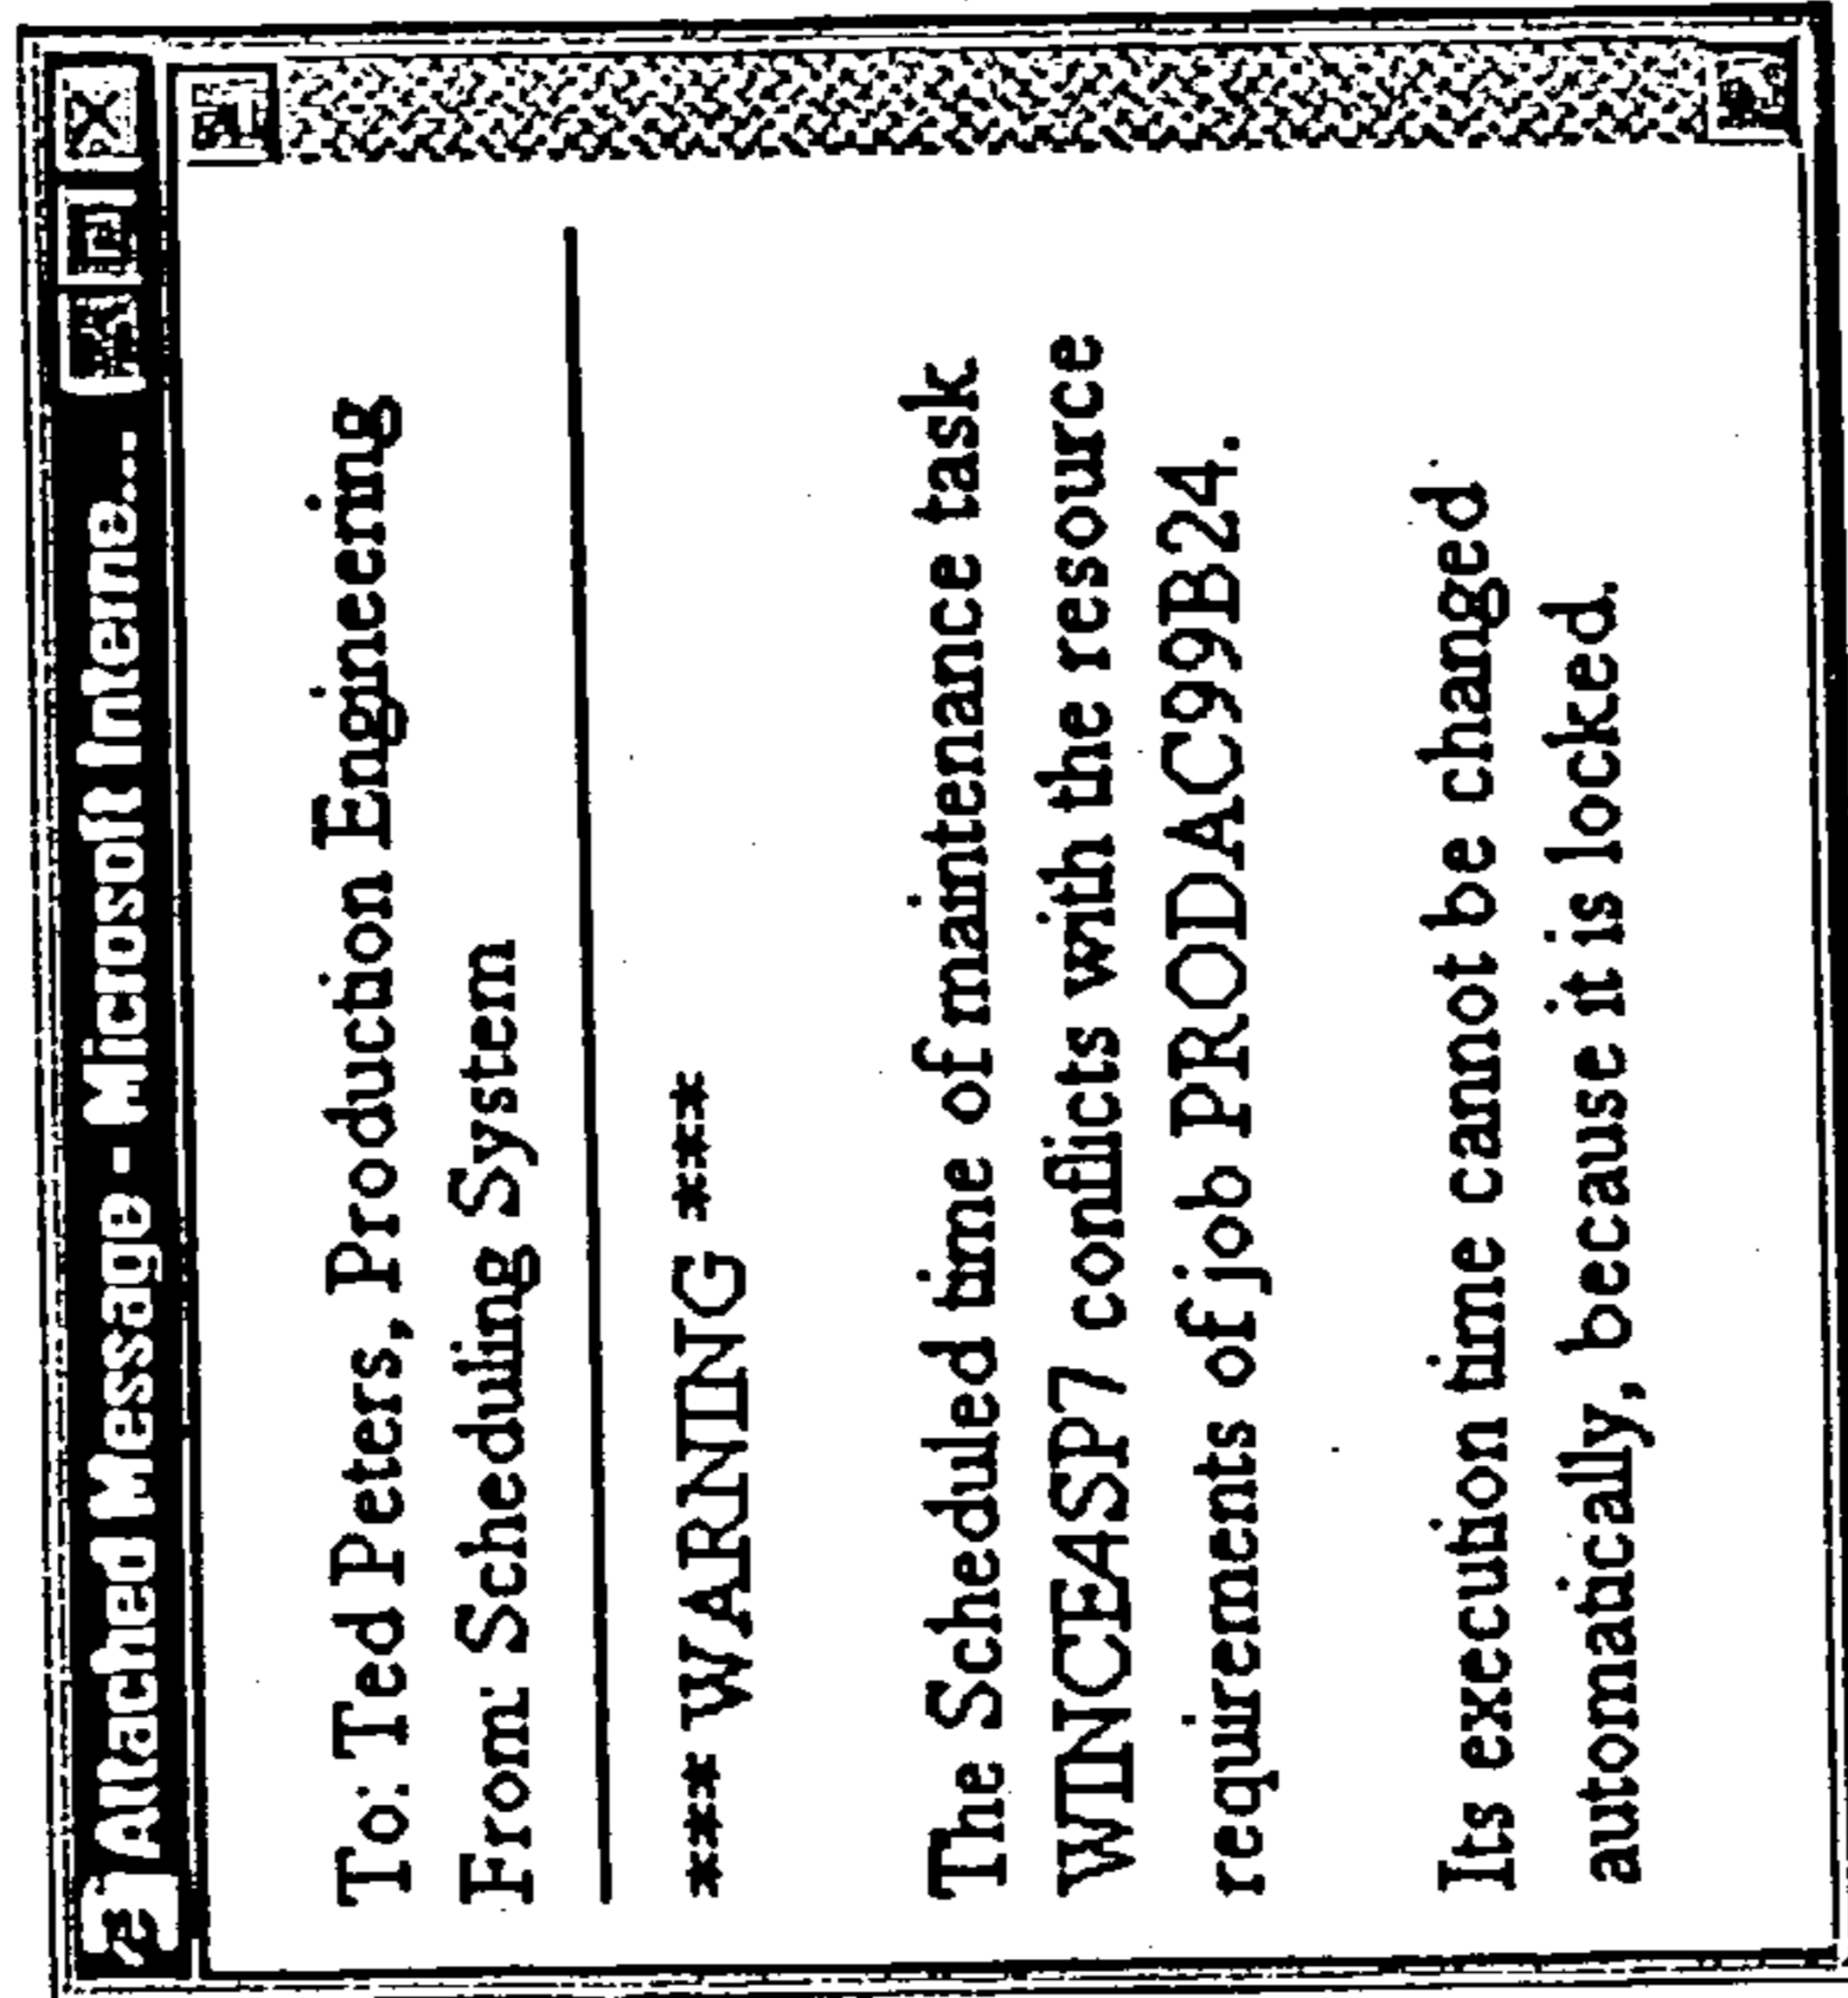 Attached Message - Microsoft Interne...
To: Ted Peters, Production Engineering
From: Scheduling System
*** WARNING ***
The Scheduled time of maintenance task
WINCEASP7 conflicts with the resource
requirements of job PRODAC99B24.
Its execution time cannot be changed
automatically, because it is locked.